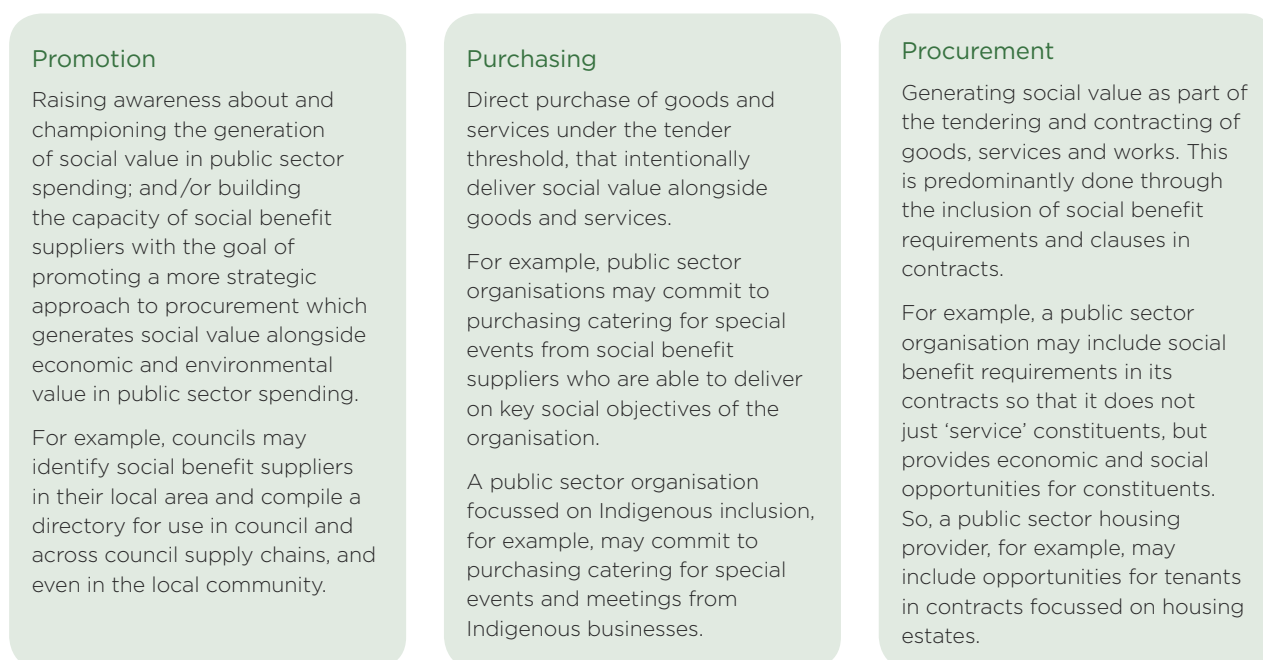 Promotion
Raising awareness about and
championing the generation
of social value in public sector
spending; and/or building
the capacity of social benefit
suppliers with the goal of
promoting a more strategic
approach to procurement which
generates social value alongside
economic and environmental
value in public sector spending.
For example, councils may
identify social benefit suppliers
in their local area and compile a
directory for use in council and
across council supply chains, and
even in the local community.
Purchasing
Direct purchase of goods and
services under the tender
threshold, that intentionally
deliver social value alongside
goods and services.
For example, public sector
organisations may commit to
purchasing catering for special
events from social benefit
suppliers who are able to deliver
on key social objectives of the
organisation.
A public sector organisation
focussed on Indigenous inclusion,
for example, may commit to
purchasing catering for special
events and meetings from
Indigenous businesses.
Procurement
Generating social value as part of
the tendering and contracting of
goods, services and works. This
is predominantly done through
the inclusion of social benefit
requirements and clauses in
contracts.
For example, a public sector
organisation may include social
benefit requirements in its
contracts so that it does not
just ‘service’ constituents, but
provides economic and social
opportunities for constituents.
So, a public sector housing
provider, for example, may
include opportunities for tenants
in contracts focussed on housing
estates.